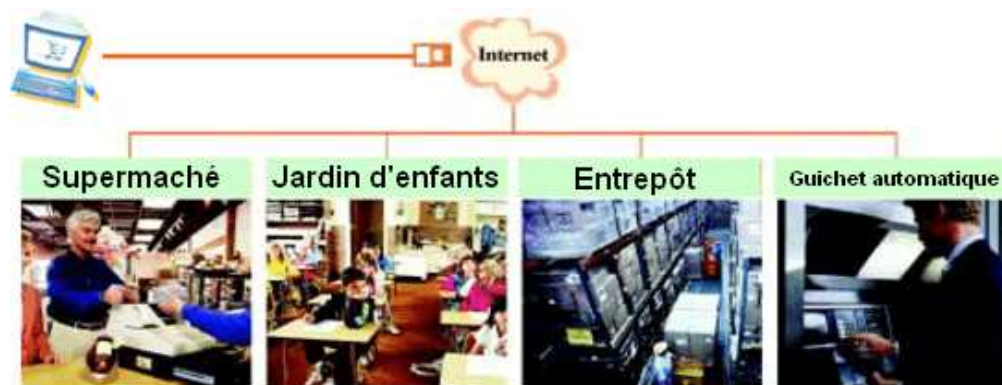 Internet
Supermaché
Jardin d'enfants
Entrepôt
Guichet automatique